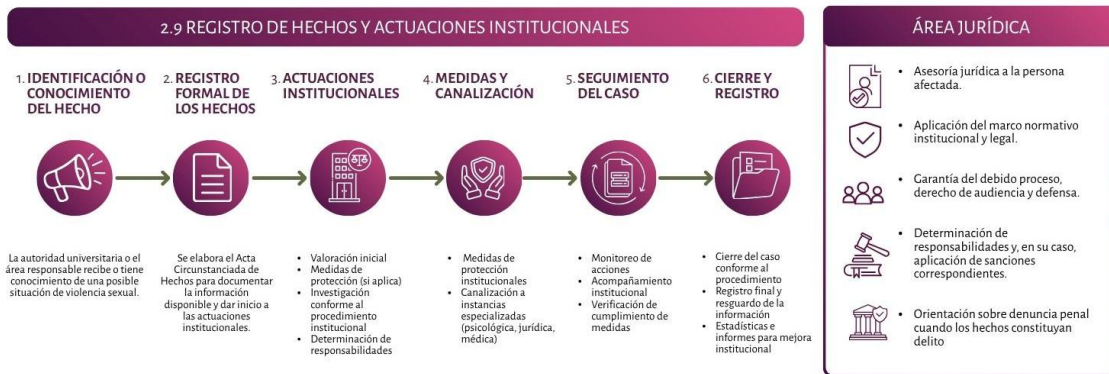 2.9 REGISTRO DE HECHOS Y ACTUACIONES INSTITUCIONALES
1. IDENTIFICACIÓN O
CONOCIMIENTO
DEL HECHO
La autoridad universitaria o el
área responsable recibe o tiene
conocimiento de una posible
situación de violencia sexual.
2. REGISTRO
FORMAL DE
LOS HECHOS
Se elabora el Acta
Circunstanciada de
Hechos para documentar
la información
disponible y dar inicio a
las actuaciones
institucionales.
3. ACTUACIONES
INSTITUCIONALES
• Valoración inicial
• Medidas de
protección (si aplica)
• Investigación
conforme al
procedimiento
institucional
• Determinación de
responsabilidades
4. MEDIDAS Y
CANALIZACIÓN
• Medidas de
protección
institucionales
• Canalización a
instancias
especializadas
(psicológica, jurídica,
médica)
5. SEGUIMIENTO
DEL CASO
• Monitoreo de
acciones
• Acompañamiento
institucional
• Verificación de
cumplimiento de
medidas
6. CIERRE Y
REGISTRO
• Cierre del caso
conforme al
procedimiento
• Registro final y
resguardo de la
información
• Estadísticas e
informes para mejora
institucional
ÁREA JURÍDICA
• Asesoría jurídica a la persona
afectada.
• Aplicación del marco normativo
institucional y legal.
• Garantía del debido proceso,
derecho de audiencia y defensa.
• Determinación de
responsabilidades y, en su caso,
aplicación de sanciones
correspondientes.
• Orientación sobre denuncia penal
cuando los hechos constituyan
delito